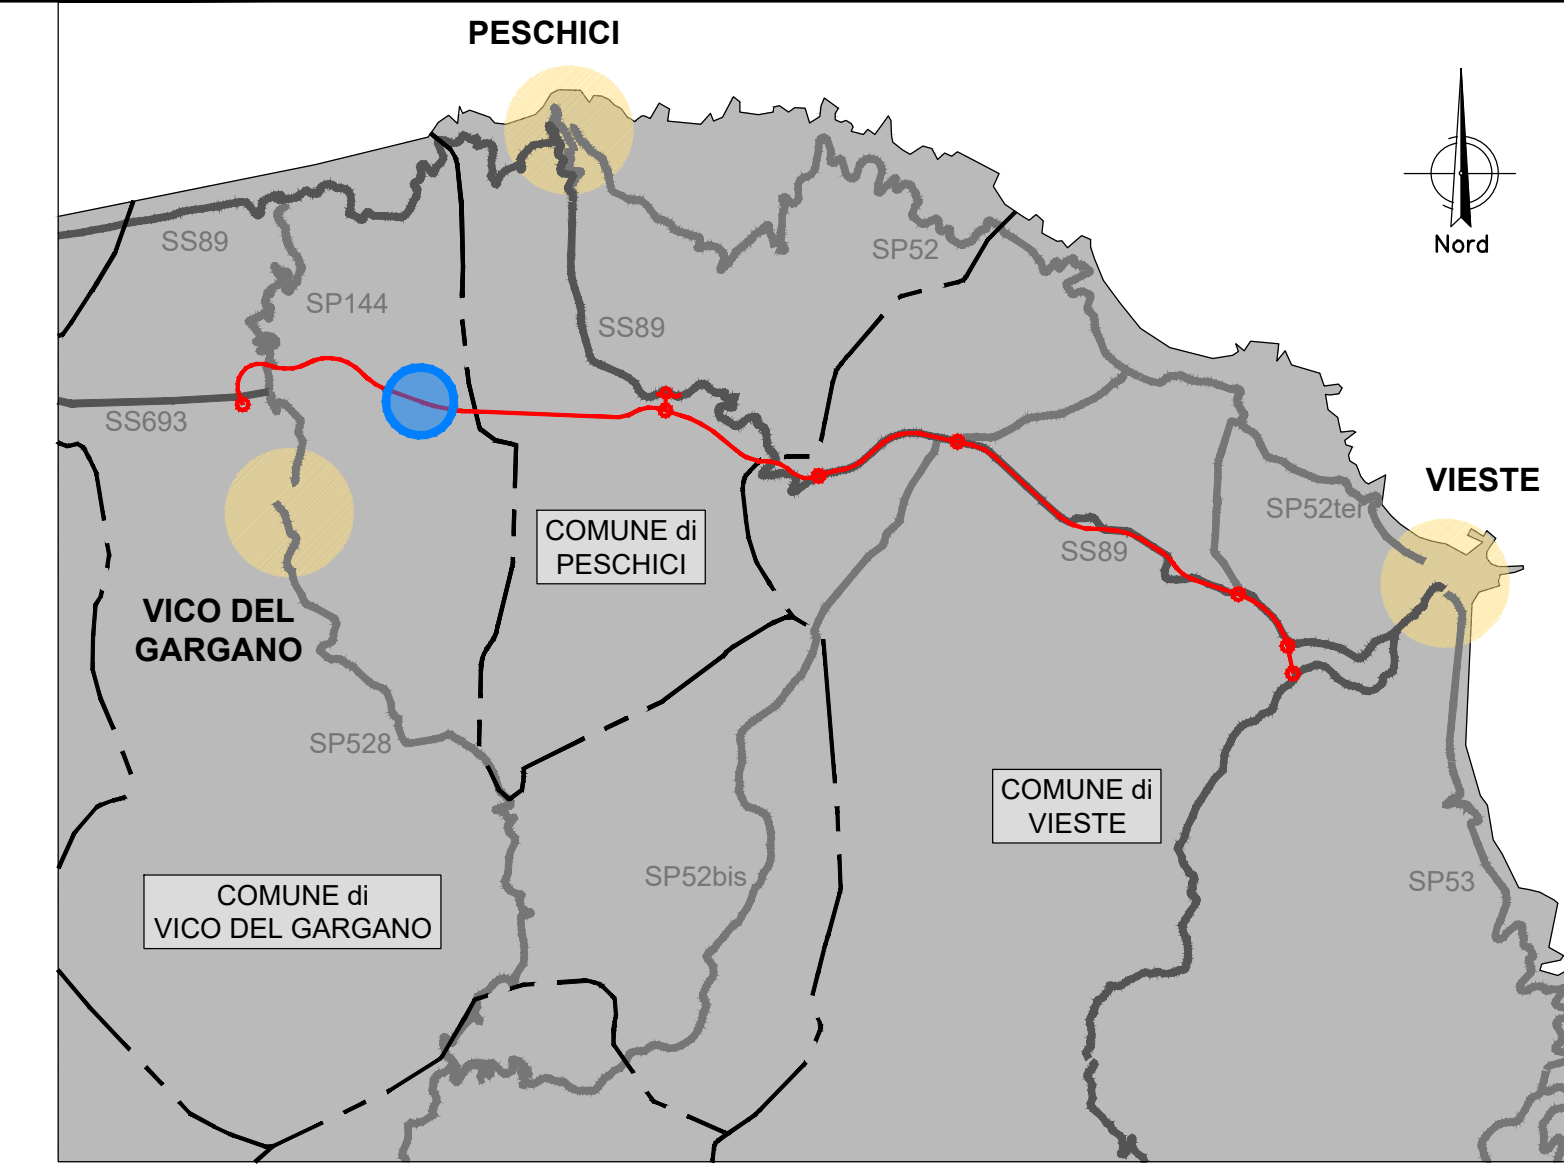 PESCHICI
Nord
SS89
SP52
SP144
SS89
SS693
VIESTE
SP52ter
COMUNE di
PESCHICI
SS89
VICO DEL
GARGANO
SP528
COMUNE di
VIESTE
SP52bis
SP53
COMUNE di
VICO DEL GARGANO